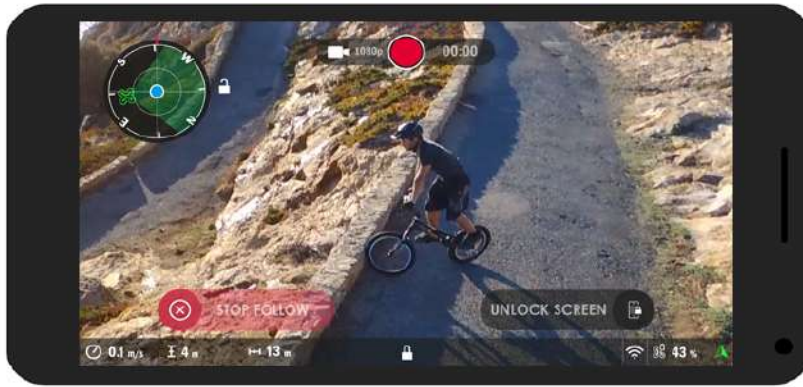 S W
E N
1080p 00:00
STOP FOLLOW
UNLOCK SCREEN
0.1 m/s 4 m 13 m 43 %